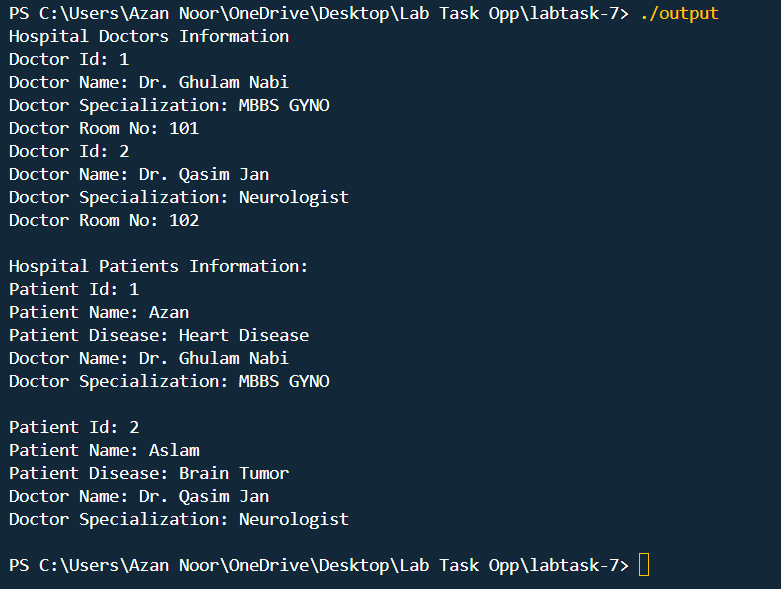 PS C:\Users\Azan Noor\OneDrive\Desktop\Lab Task Opp\labtask-7> ./output
Hospital Doctors Information
Doctor Id: 1
Doctor Name: Dr. Ghulam Nabi
Doctor Specialization: MBBS GYNO
Doctor Room No: 101
Doctor Id: 2
Doctor Name: Dr. Qasim Jan
Doctor Specialization: Neurologist
Doctor Room No: 102
Hospital Patients Information:
Patient Id: 1
Patient Name: Azan
Patient Disease: Heart Disease
Doctor Name: Dr. Ghulam Nabi
Doctor Specialization: MBBS GYNO
Patient Id: 2
Patient Name: Aslam
Patient Disease: Brain Tumor
Doctor Name: Dr. Qasim Jan
Doctor Specialization: Neurologist
PS C:\Users\Azan Noor\OneDrive\Desktop\Lab Task Opp\labtask-7>